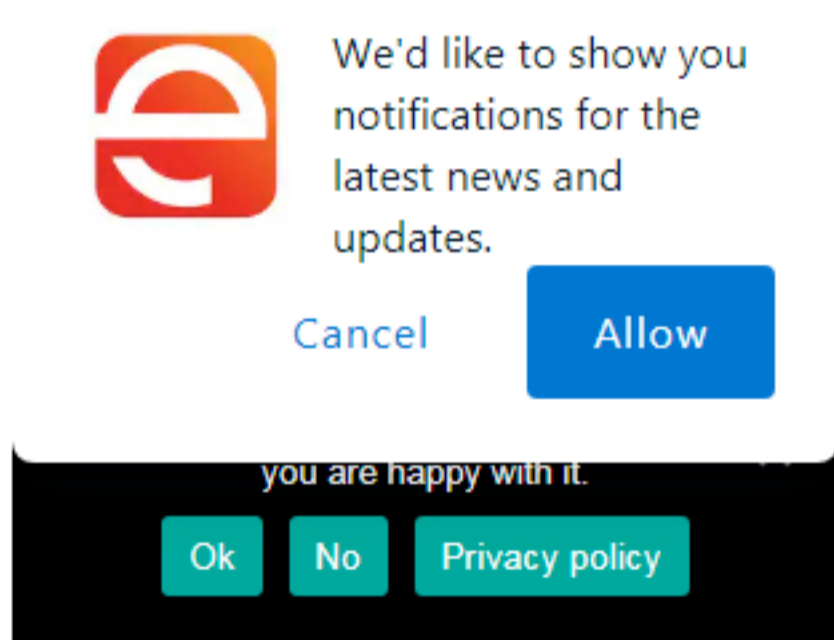 We'd like to show you
notifications for the
latest news and
updates.
Cancel
Allow
you are happy with it.
Ok
No
Privacy policy